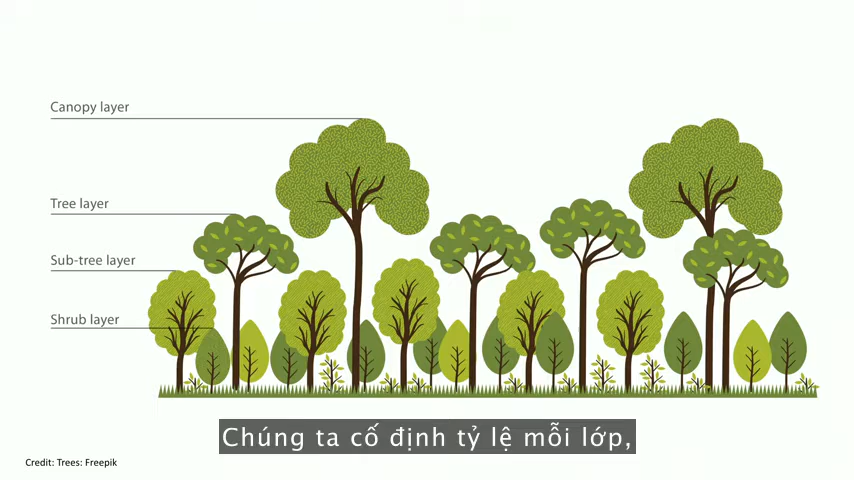 Canopy layer
Tree layer
Sub-tree layer
Shrub layer
Chúng ta cố định tỷ lệ mỗi lớp,
Credit: Trees: Freepik